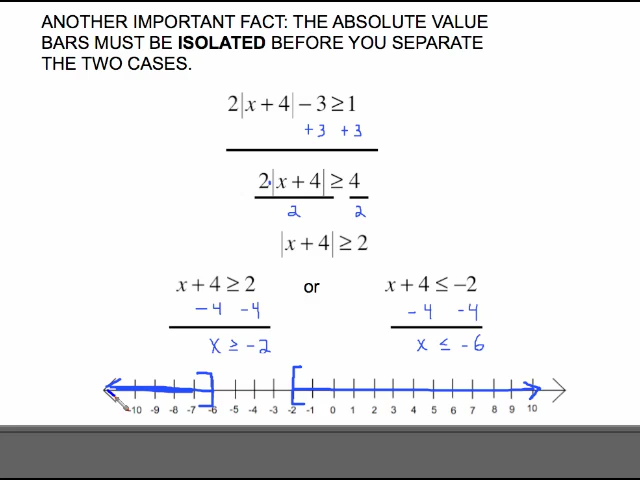 ANOTHER IMPORTANT FACT: THE ABSOLUTE VALUE
BARS MUST BE ISOLATED BEFORE YOU SEPARATE
THE TWO CASES.
2|x + 4| − 3 ≥ 1
+3 +3
2·|x + 4| ≥ 4
2 2
|x + 4| ≥ 2
x + 4 ≥ 2 or x + 4 ≤ −2
−4 −4 −4 −4
x ≥ −2 x ≤ −6
-10 -9 -8 -7 -6 -5 -4 -3 -2 -1 0 1 2 3 4 5 6 7 8 9 10